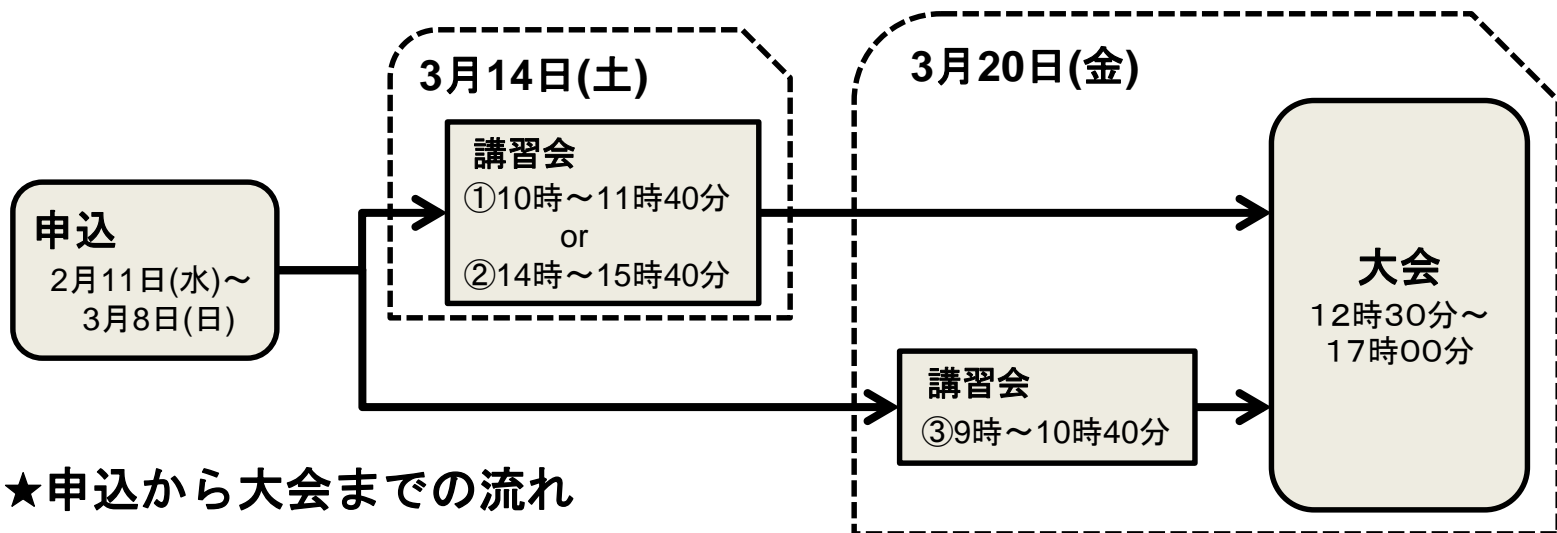 3月14日(土)
3月20日(金)
講習会
①10時～11時40分
or
②14時～15時40分
申込
2月11日(水)～
3月8日(日)
大会
12時30分～
17時00分
講習会
③9時～10時40分
★申込から大会までの流れ